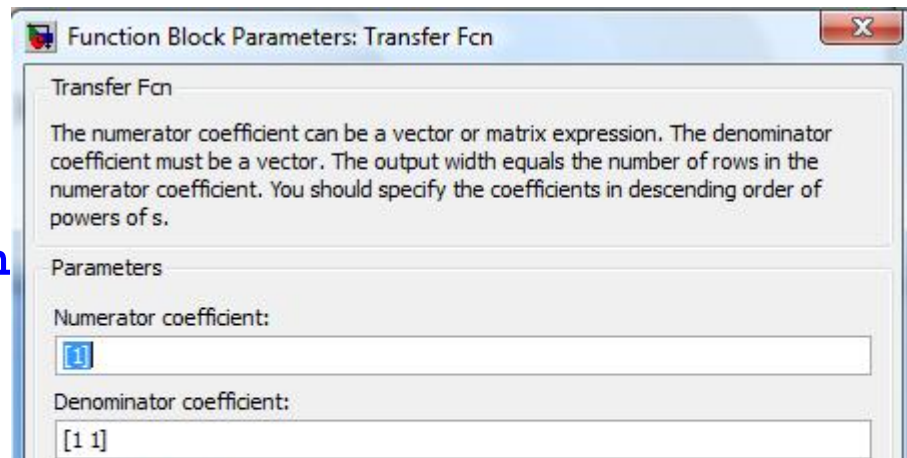 Function Block Parameters: Transfer Fcn
Transfer Fcn
The numerator coefficient can be a vector or matrix expression. The denominator
coefficient must be a vector. The output width equals the number of rows in the
numerator coefficient. You should specify the coefficients in descending order of
powers of s.
n
Parameters
Numerator coefficient:
[1]
Denominator coefficient:
[1 1]